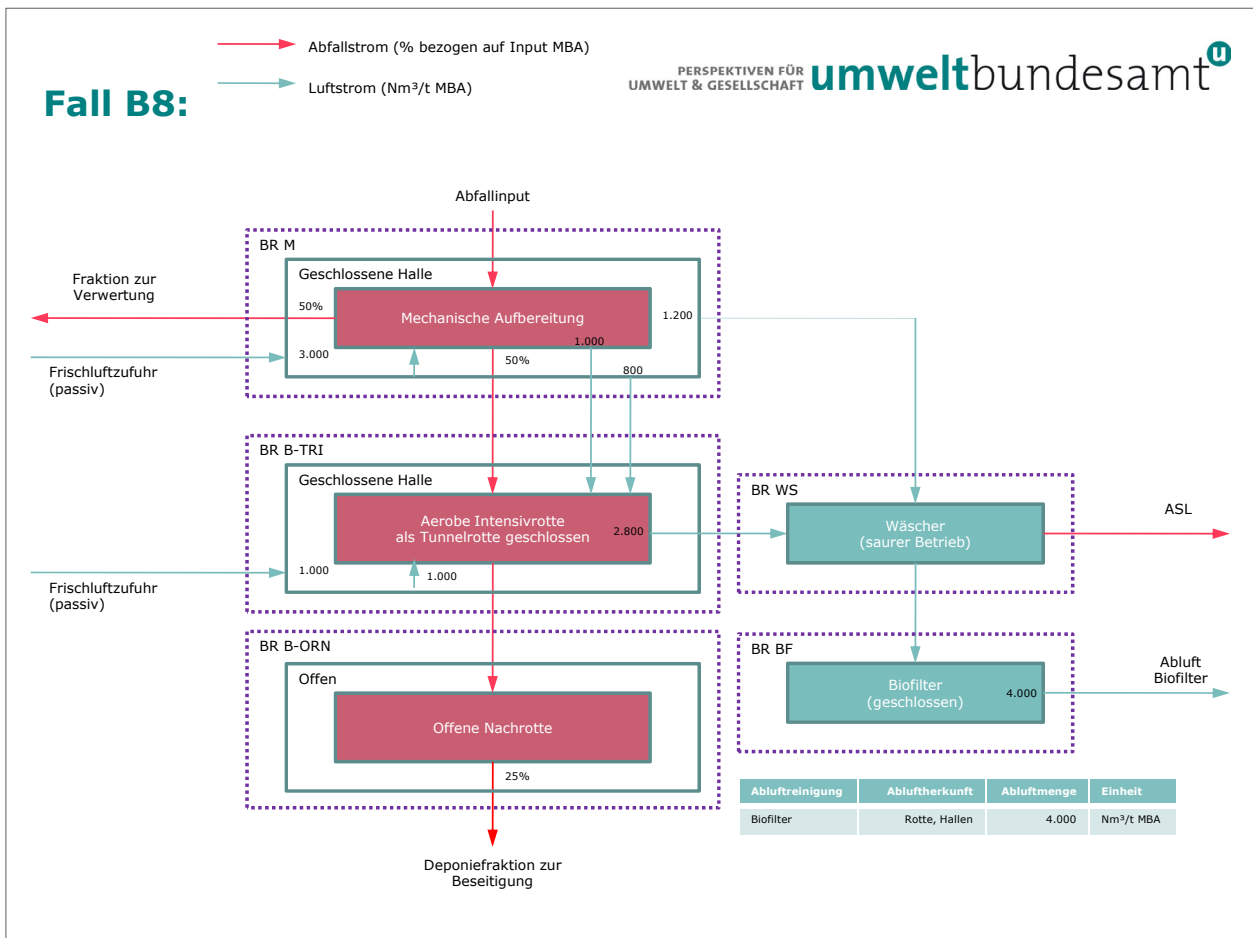 Abfallstrom (% bezogen auf Input MBA)
Luftstrom (Nm³/t MBA)
Fall B8:
PERSPEKTIVEN FÜR
UMWELT & GESELLSCHAFT
umweltbundesamt
u
Abfallinput
BR M
Geschlossene Halle
Fraktion zur
Verwertung
50%
Mechanische Aufbereitung
1.200
1.000
3.000
50%
800
Frischluftzufuhr
(passiv)
BR B-TRI
Geschlossene Halle
Aerobe Intensivrotte
als Tunnelrotte geschlossen
2.800
1.000
1.000
Frischluftzufuhr
(passiv)
BR WS
Wäscher
(saurer Betrieb)
ASL
BR B-ORN
Offen
Offene Nachrotte
25%
Deponiefraktion zur
Beseitigung
BR BF
Biofilter
(geschlossen)
4.000
Abluft
Biofilter
Abluftreinigung Abluftherkunft Abluftmenge Einheit
Biofilter Rotte, Hallen 4.000 Nm³/t MBA